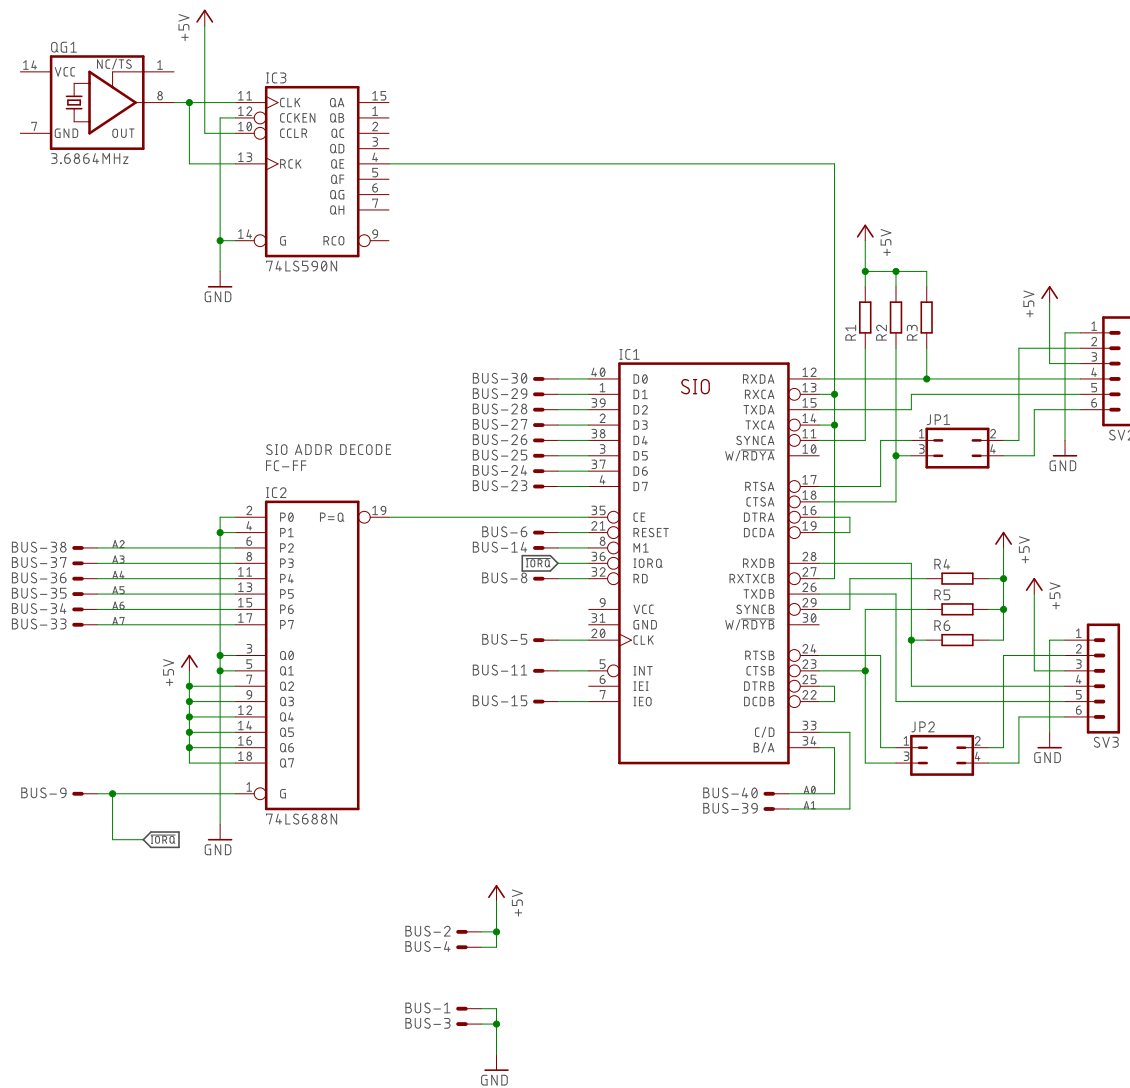 QG1
14 VCC NC/TS 1
8
7 GND OUT
3.6864MHz
+5V
IC3
11 CLK QA 15
12 CCKEN QB 1
10 CCLR QC 2
QD 3
13 RCK QE 4
QF 5
QG 6
QH 7
14 G RCO 9
74LS590N
GND
+5V
R1
R2
R3
+5V
1
2
3
4
5
6
SV2
GND
JP1
1 2
3 4
IC1
SIO
BUS-30 40 D0 RXDA 12
BUS-29 1 D1 RXCA 13
BUS-28 39 D2 TXDA 15
BUS-27 2 D3 TXCA 14
BUS-26 38 D4 SYNCA 11
BUS-25 3 D5 W/RDYA 10
BUS-24 37 D6
BUS-23 4 D7 RTSA 17
CTSA 18
35 CE DTRA 16
BUS-6 21 RESET DCDA 19
BUS-14 8 M1
IORQ 36 IORQ RXDB 28
BUS-8 32 RD RXTXCB 27
TXDB 26
9 VCC SYNCB 29
31 GND W/RDYB 30
BUS-5 20 CLK
RTSB 24
BUS-11 5 INT CTSB 23
6 IEI DTRB 25
BUS-15 7 IEO DCDB 22
C/D 33
B/A 34
BUS-40 A0
BUS-39 A1
+5V
R4
R5
R6
+5V
1
2
3
4
5
6
SV3
GND
JP2
1 2
3 4
SIO ADDR DECODE
FC-FF
IC2
2 P0 P=Q 19
4 P1
BUS-38 A2 6 P2
BUS-37 A3 8 P3
BUS-36 A4 11 P4
BUS-35 A5 13 P5
BUS-34 A6 15 P6
BUS-33 A7 17 P7
+5V
3 Q0
5 Q1
7 Q2
9 Q3
12 Q4
14 Q5
16 Q6
18 Q7
BUS-9 1 G
74LS688N
IORQ
GND
+5V
BUS-2
BUS-4
BUS-1
BUS-3
GND